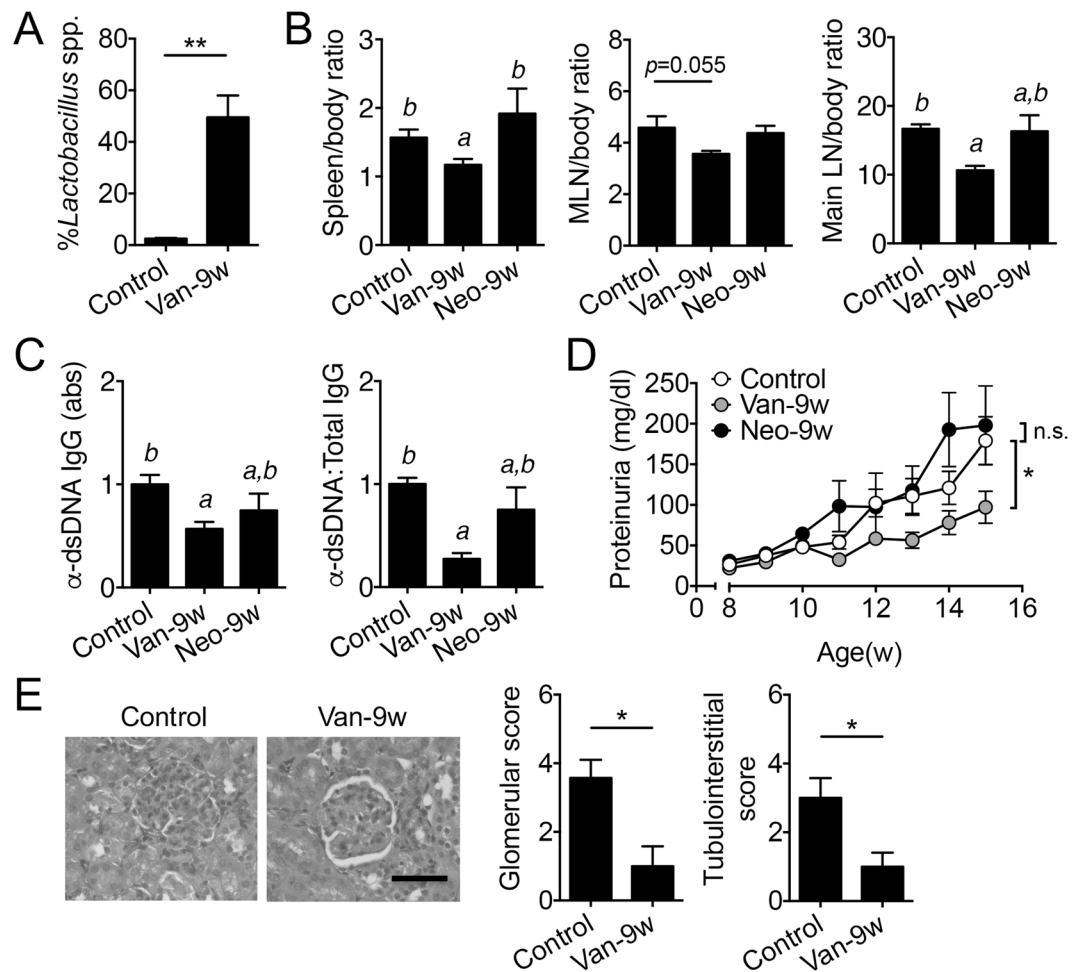 A
%Lactobacillus spp.
80
60
40
20
0
**
Control
Van-9w
B
Spleen/body ratio
3
2
1
0
b
a
b
Control
Van-9w
Neo-9w
MLN/body ratio
8
6
4
2
0
p=0.055
Control
Van-9w
Neo-9w
Main LN/body ratio
30
20
10
0
b
a
a,b
Control
Van-9w
Neo-9w
C
α-dsDNA IgG (abs)
2
1
0
b
a
a,b
Control
Van-9w
Neo-9w
α-dsDNA:Total IgG
2
1
0
b
a
a,b
Control
Van-9w
Neo-9w
D
Proteinuria (mg/dl)
250
200
150
100
50
0
Control
Van-9w
Neo-9w
n.s.
*
0 8 10 12 14 16
Age(w)
E
Control
Van-9w
Glomerular score
6
4
2
0
*
Control
Van-9w
Tubulointerstitial
score
6
4
2
0
*
Control
Van-9w